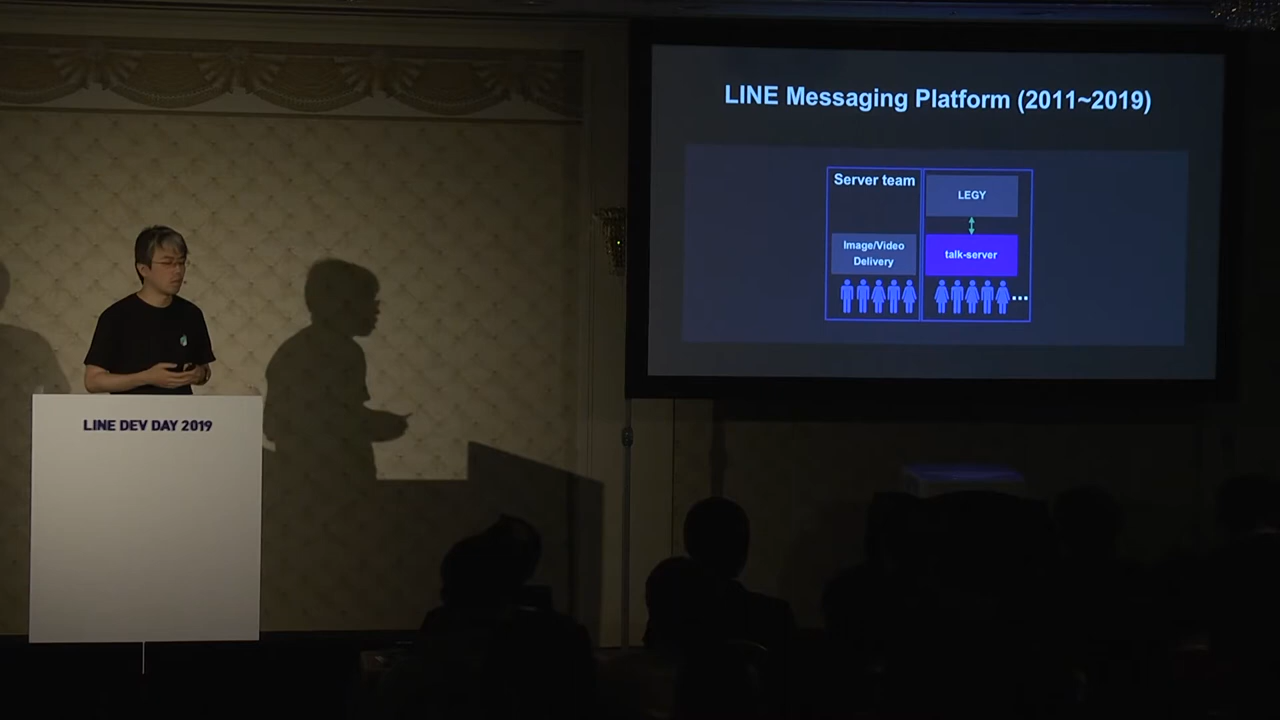 LINE Messaging Platform (2011~2019)
Server team
LEGY
Image/Video
Delivery
talk-server
...
LINE DEV DAY 2019